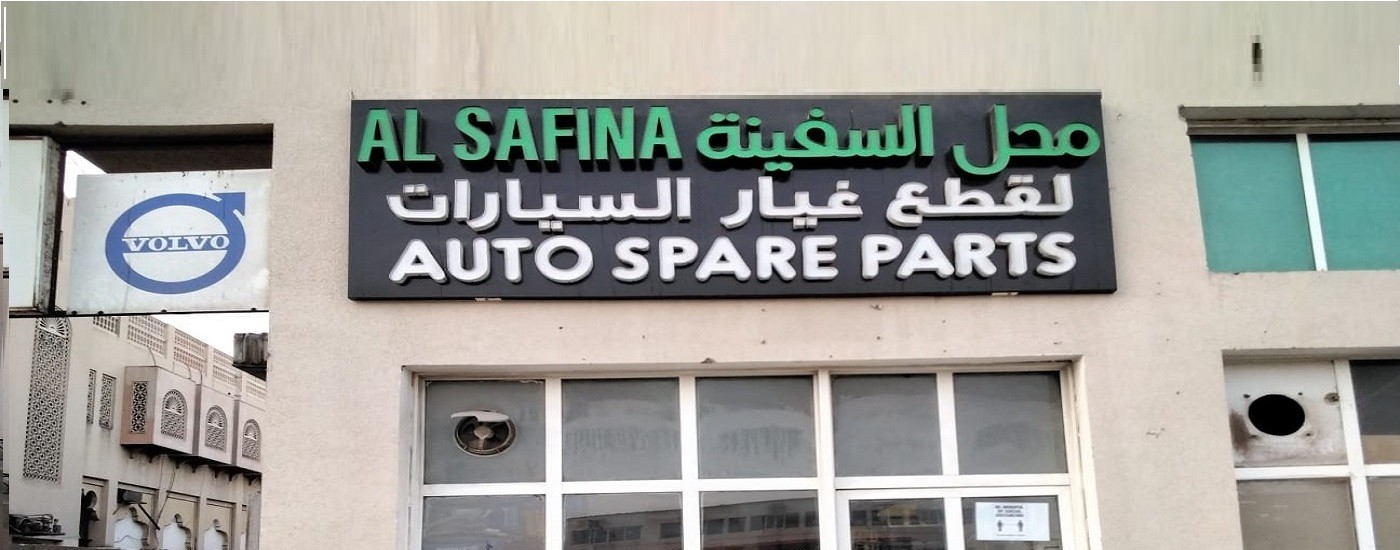 AL SAFINA محل السفينة
لقطع غيار السيارات
AUTO SPARE PARTS
VOLVO